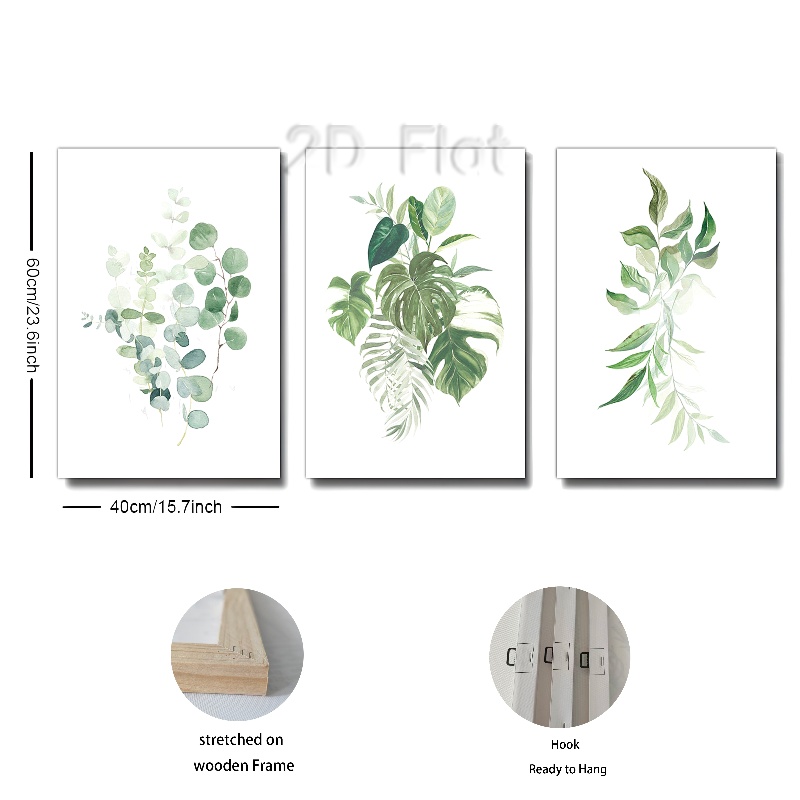 2D Flat
60cm/23.6inch
40cm/15.7inch
stretched on
wooden Frame
Hook
Ready to Hang